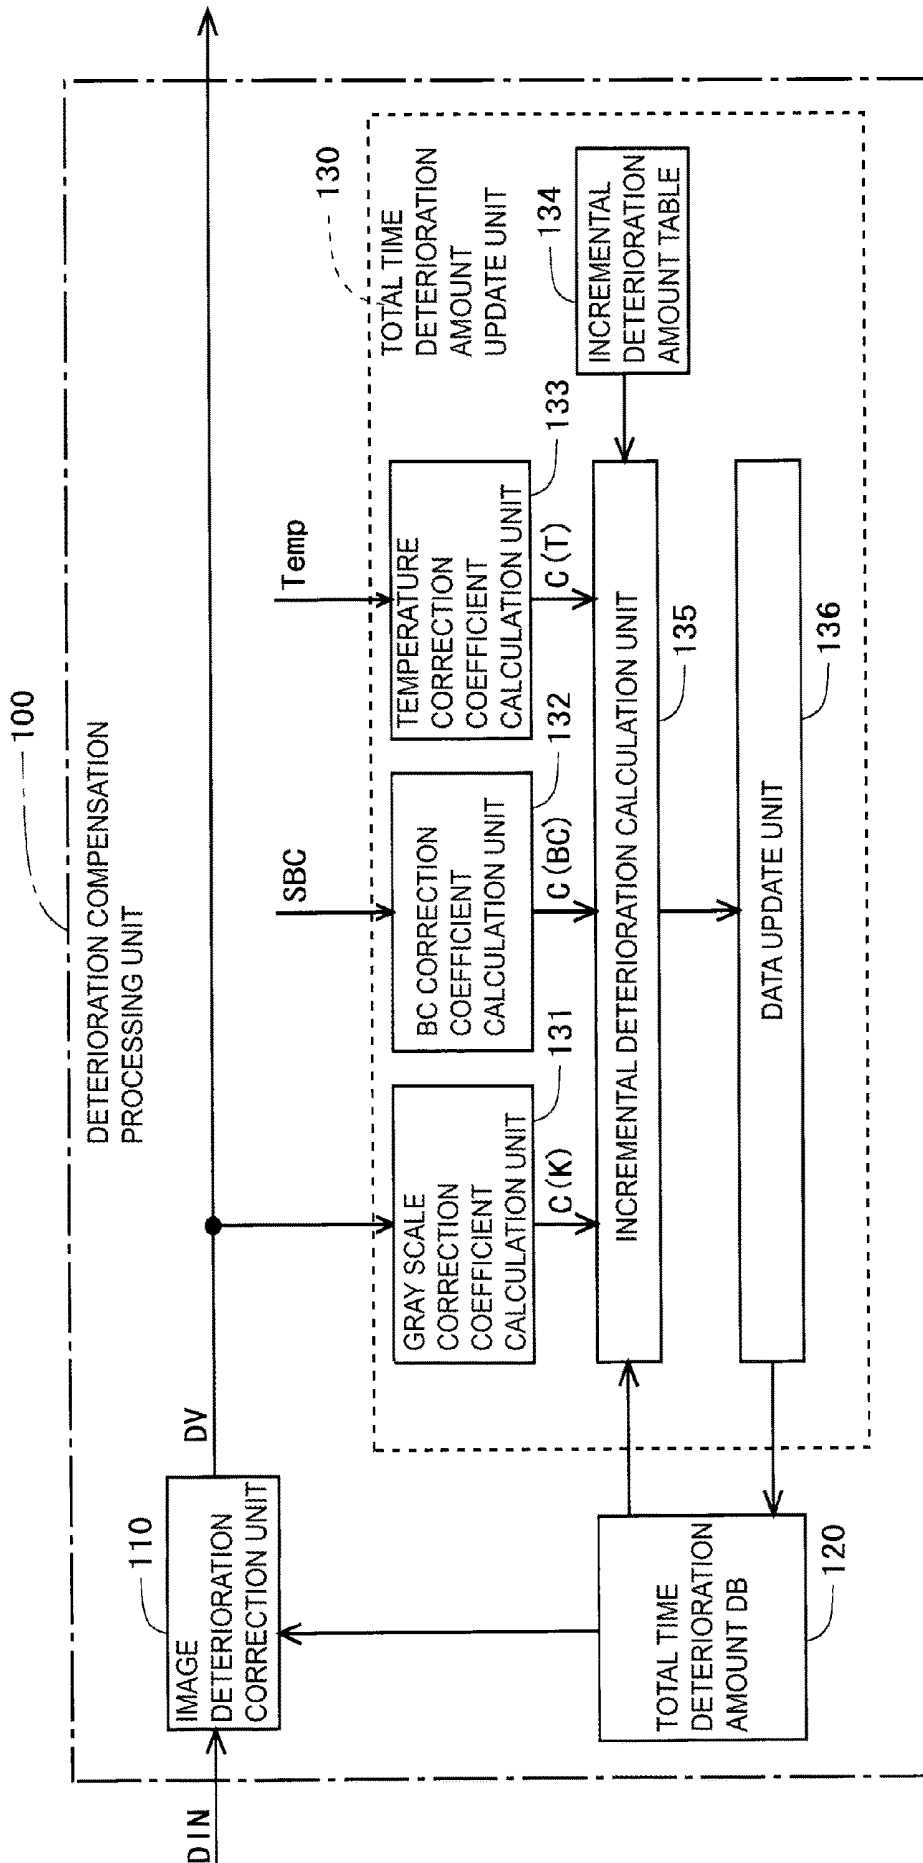 100
DETERIORATION COMPENSATION
PROCESSING UNIT
DIN
110
IMAGE
DETERIORATION
CORRECTION UNIT
DV
SBC
Temp
130
TOTAL TIME
DETERIORATION
AMOUNT
UPDATE UNIT
GRAY SCALE
CORRECTION
COEFFICIENT
CALCULATION UNIT
131
BC CORRECTION
COEFFICIENT
CALCULATION UNIT
132
TEMPERATURE
CORRECTION
COEFFICIENT
CALCULATION UNIT
133
134
INCREMENTAL
DETERIORATION
AMOUNT TABLE
C(K)
C(BC)
C(T)
INCREMENTAL DETERIORATION CALCULATION UNIT
135
TOTAL TIME
DETERIORATION
AMOUNT DB
120
DATA UPDATE UNIT
136